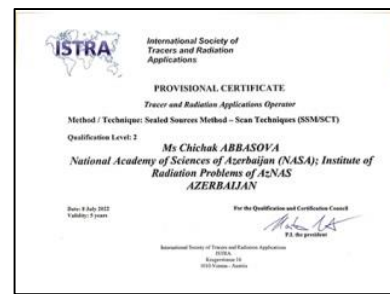 ISTRA
International Society of
Tracers and Radiation
Applications
PROVISIONAL CERTIFICATE
Tracer and Radiation Applications Operator
Method / Technique: Sealed Sources Method – Scan Techniques (SSM/SCT)
Qualification Level: 2
Ms Chichak ABBASOVA
National Academy of Sciences of Azerbaijan (NASA); Institute of
Radiation Problems of AzNAS
AZERBAIJAN
Date: 8 July 2022
Validity: 5 years
For the Qualification and Certification Council
P.I. the president
International Society of Tracers and Radiation Applications
ISTRA
1010 Vienna - Austria